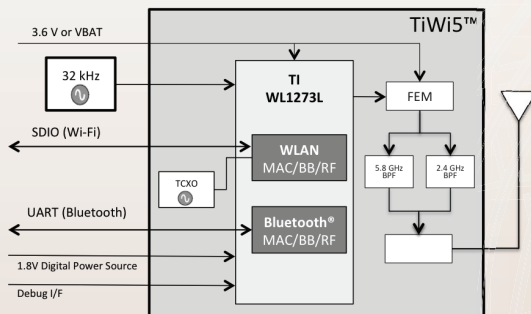 TiWi5™
3.6 V or VBAT
32 kHz
TI
WL1273L
FEM
SDIO (Wi-Fi)
WLAN
MAC/BB/RF
5.8 GHz
BPF
2.4 GHz
BPF
TCXO
UART (Bluetooth)
Bluetooth®
MAC/BB/RF
1.8V Digital Power Source
Debug I/F